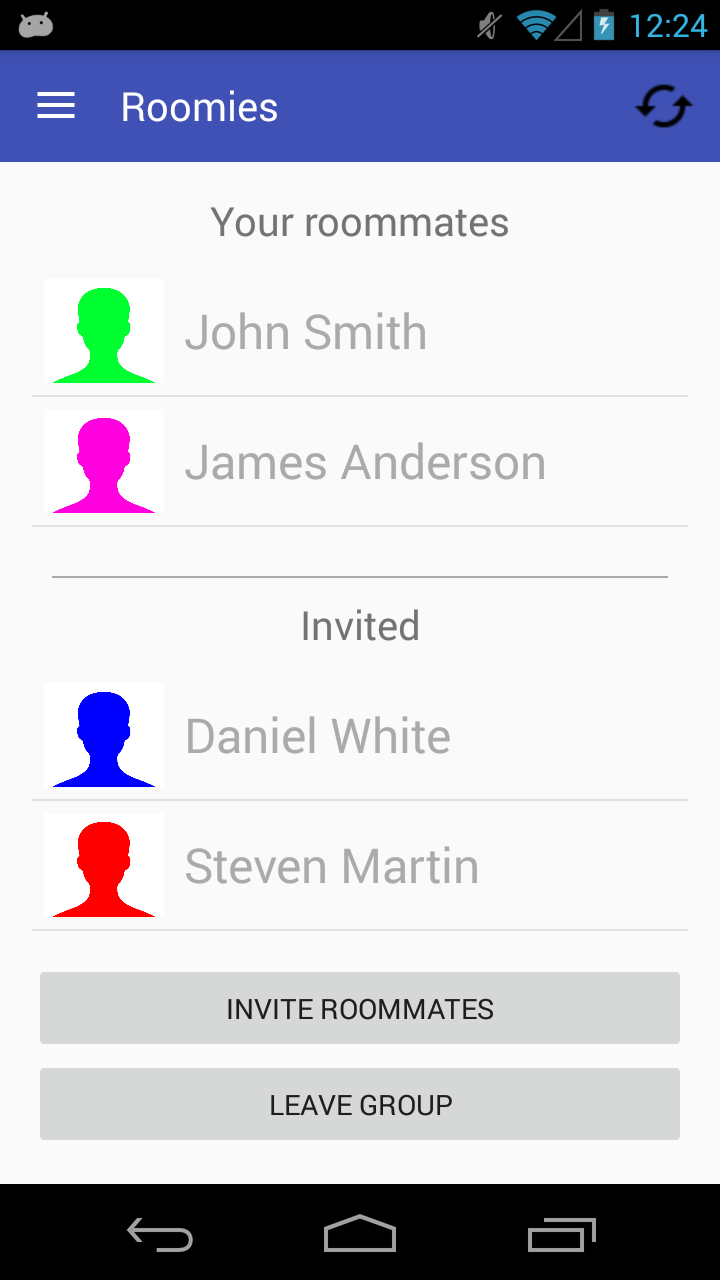 12:24
Roomies
Your roommates
John Smith
James Anderson
Invited
Daniel White
Steven Martin
INVITE ROOMMATES
LEAVE GROUP